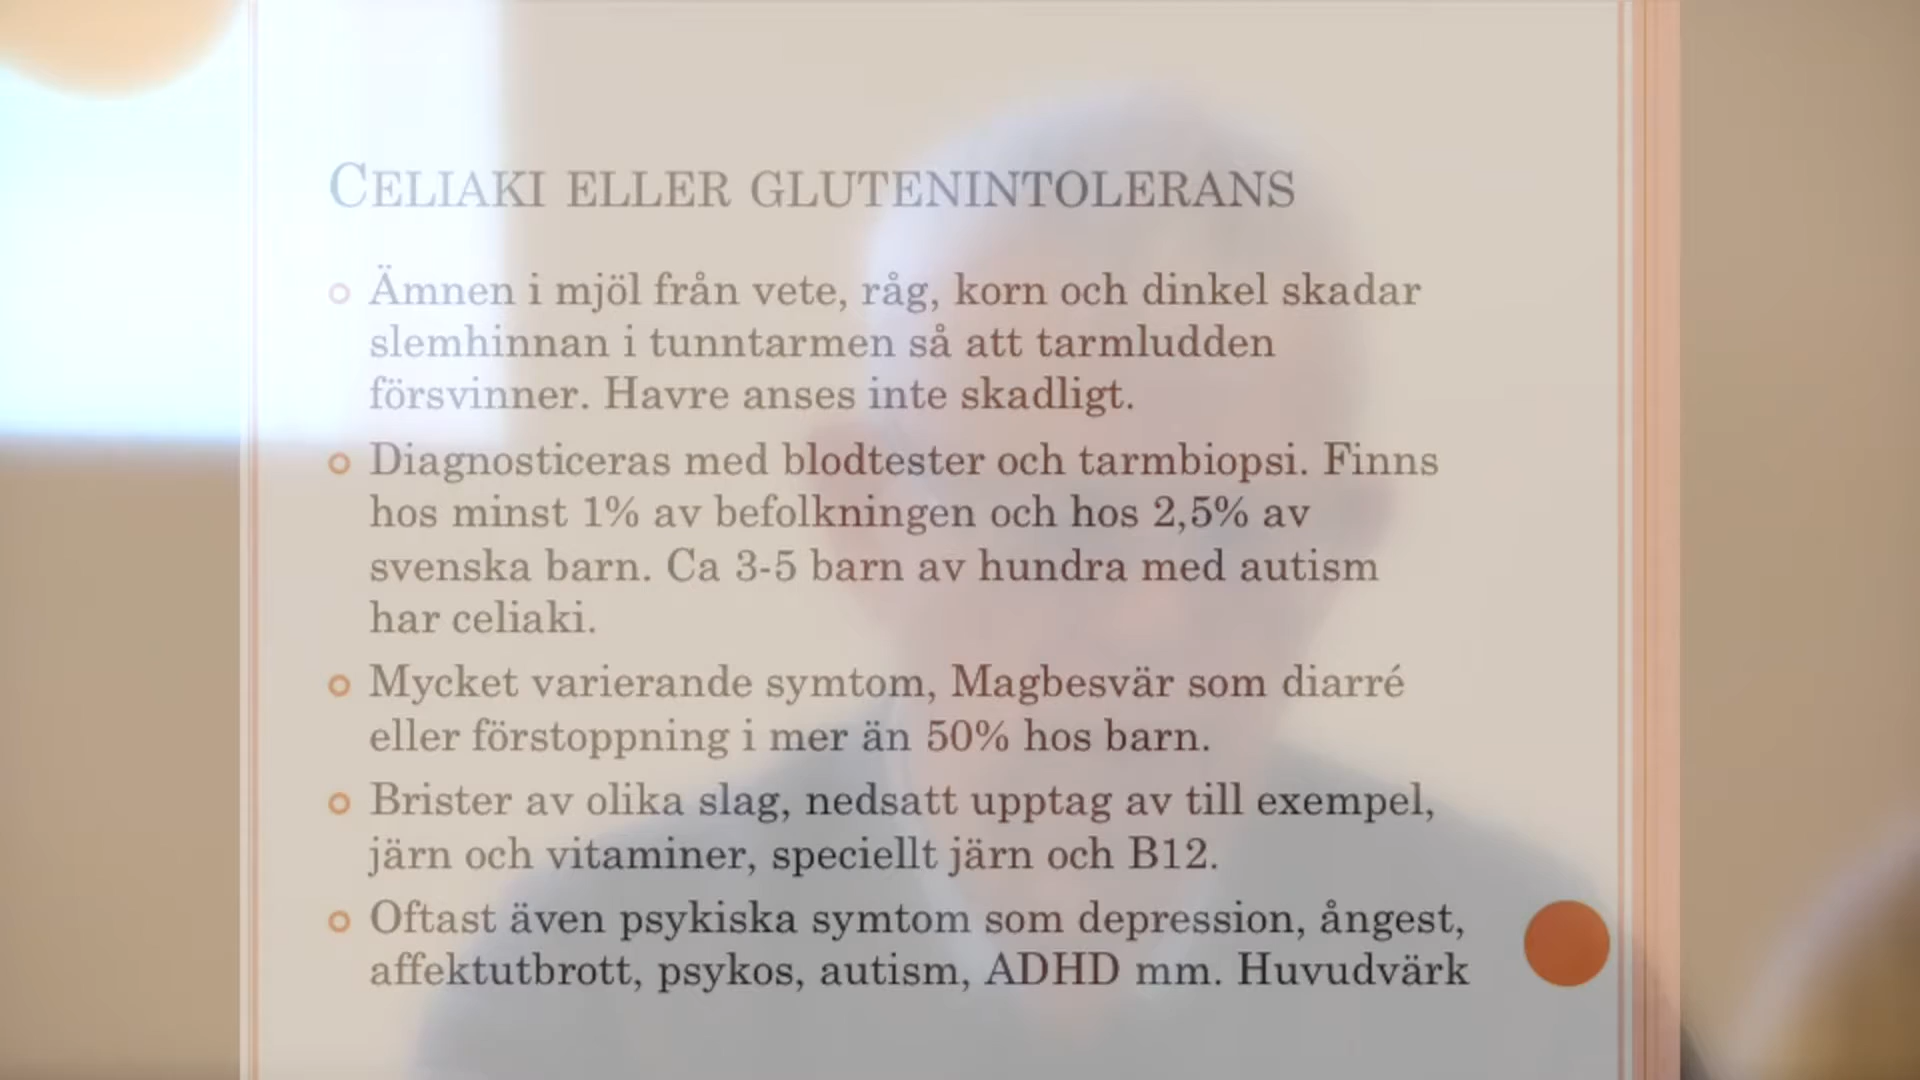 CELIAKI ELLER GLUTENINTOLERANS
Ämnen i mjöl från vete, råg, korn och dinkel skadar
slemhinnan i tunntarmen så att tarmludden
försvinner. Havre anses inte skadligt.
Diagnosticeras med blodtester och tarmbiopsi. Finns
hos minst 1% av befolkningen och hos 2,5% av
svenska barn. Ca 3-5 barn av hundra med autism
har celiaki.
Mycket varierande symtom, Magbesvär som diarré
eller förstoppning i mer än 50% hos barn.
Brister av olika slag, nedsatt upptag av till exempel,
järn och vitaminer, speciellt järn och B12.
Oftast även psykiska symtom som depression, ångest,
affektutbrott, psykos, autism, ADHD mm. Huvudvärk